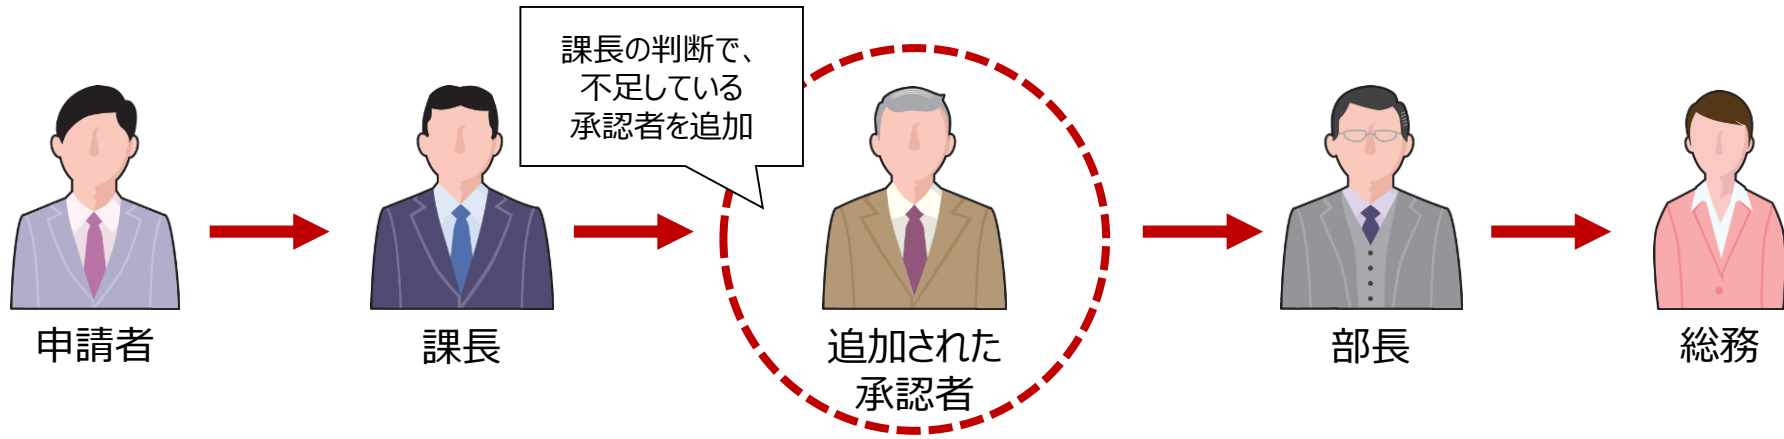 課長の判断で、
不足している
承認者を追加
申請者
課長
追加された
承認者
部長
総務